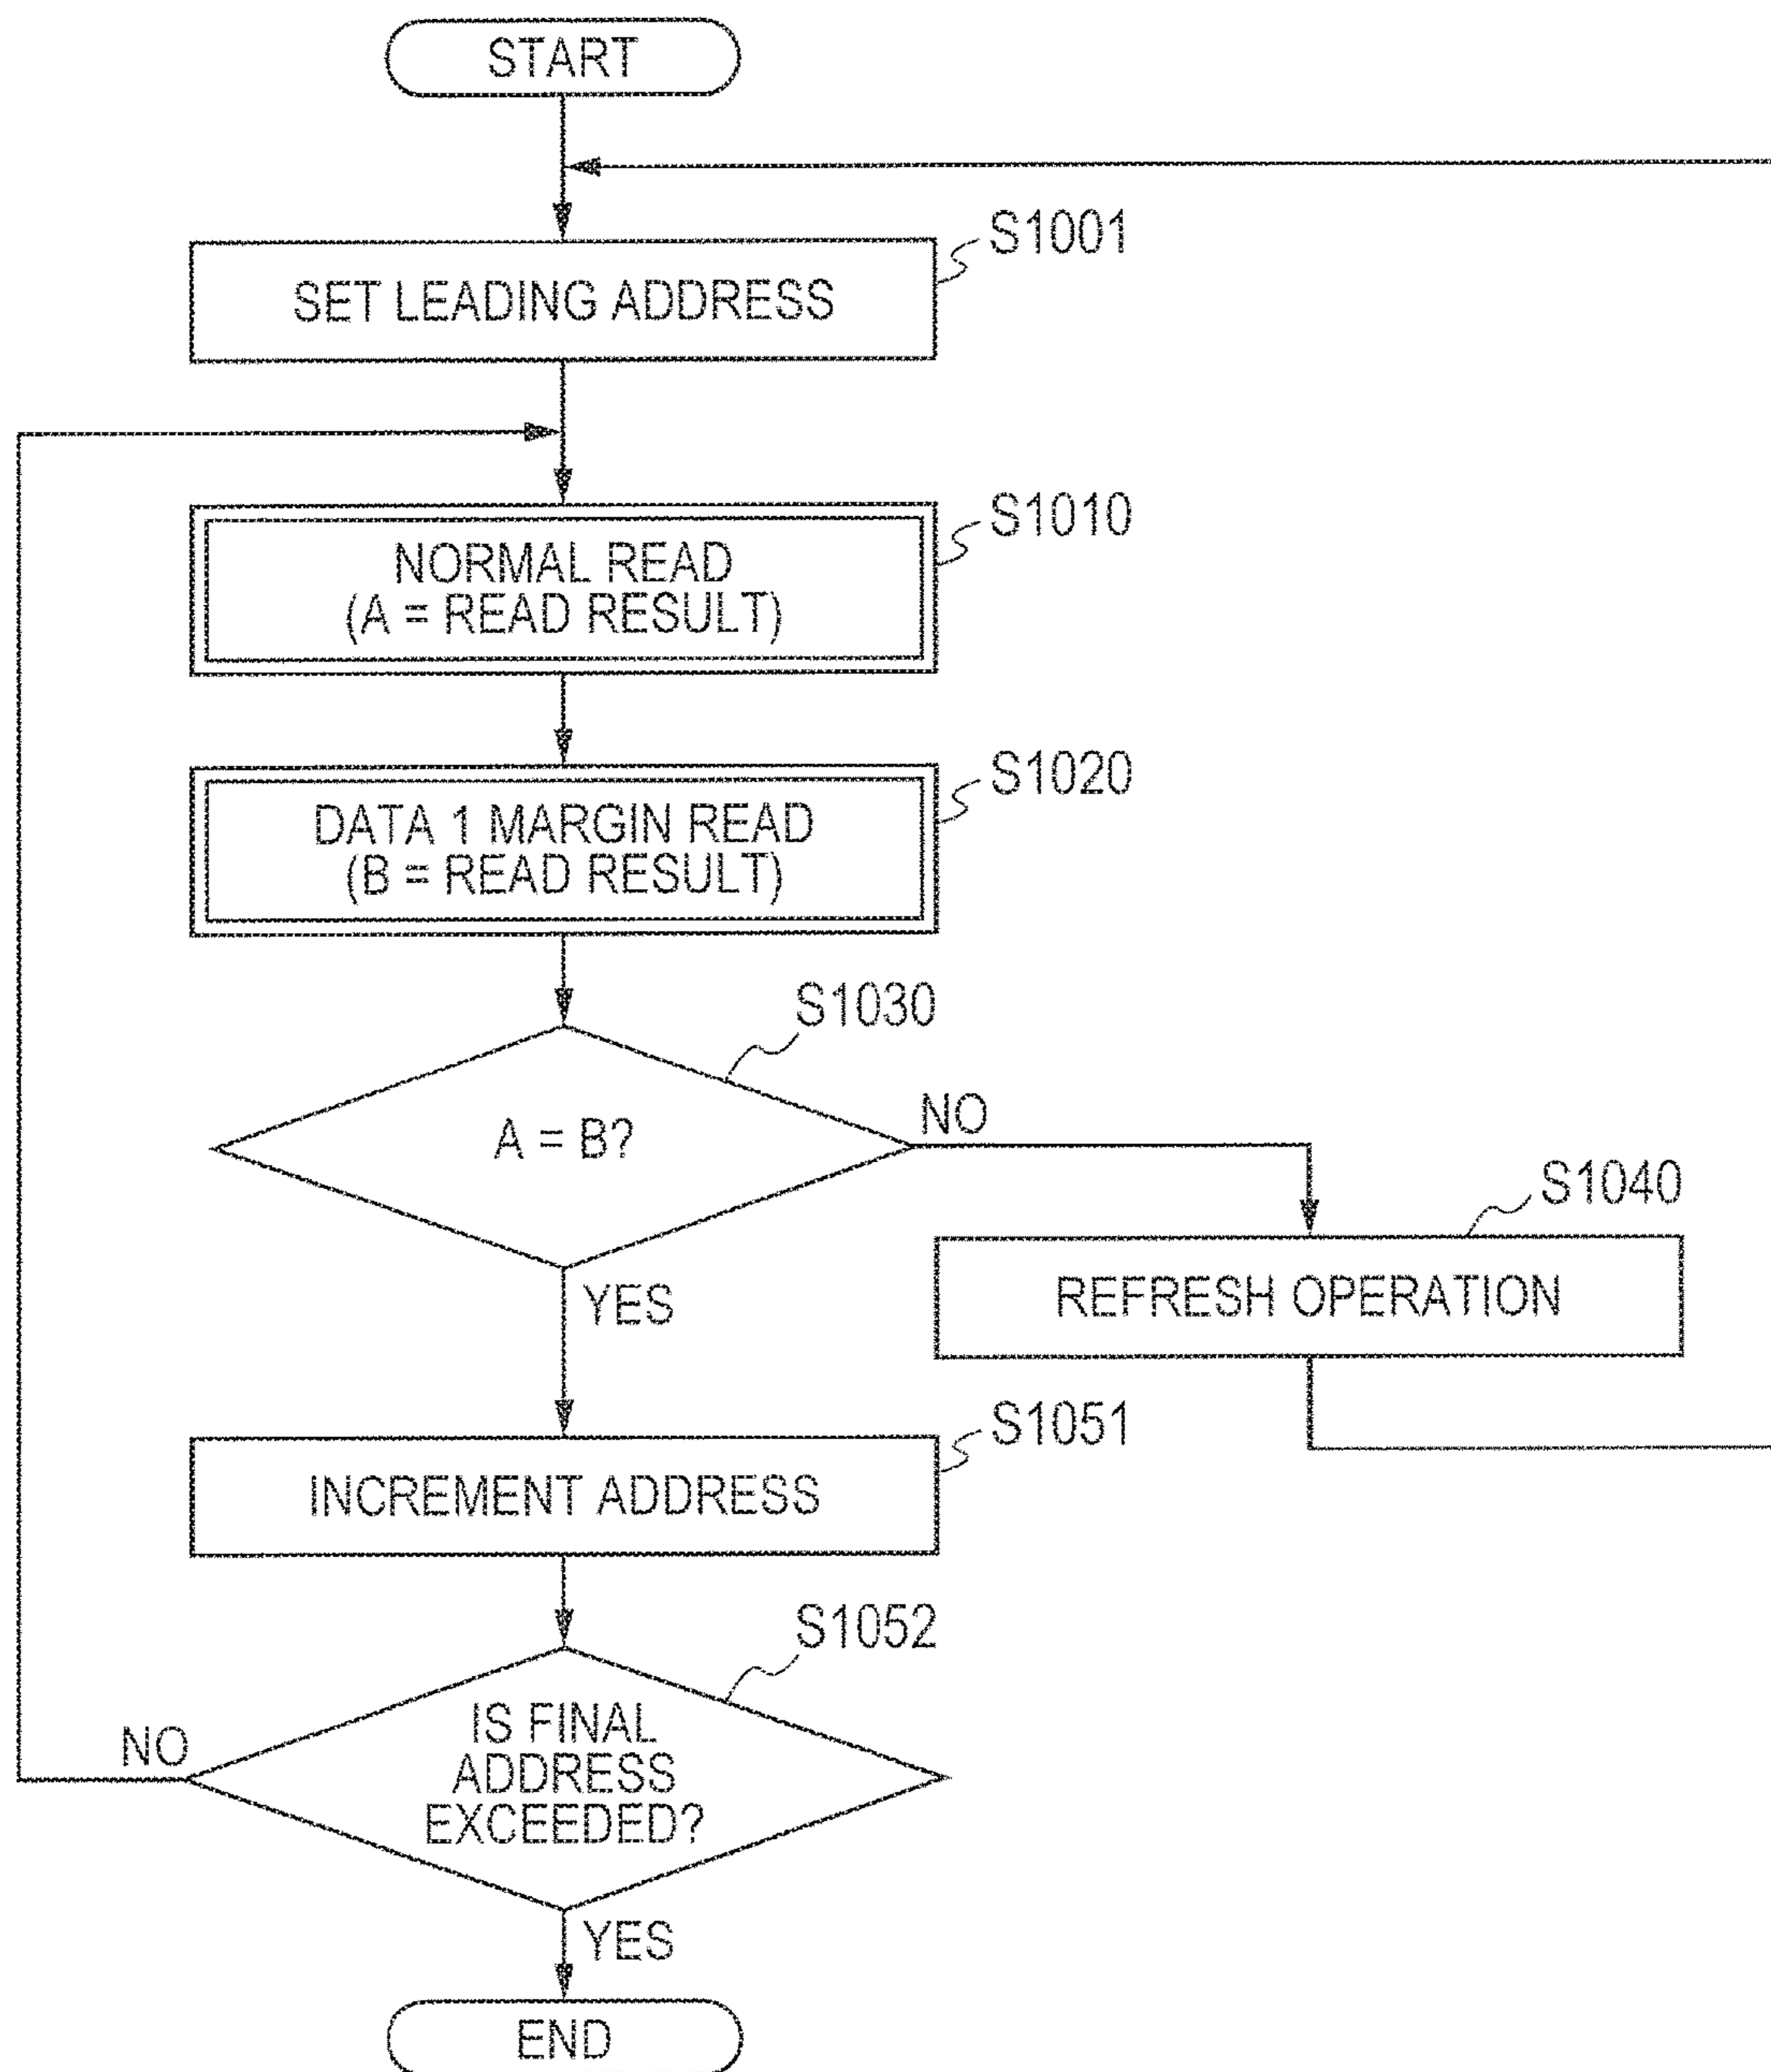 START
S1001
SET LEADING ADDRESS
S1010
NORMAL READ
(A = READ RESULT)
S1020
DATA 1 MARGIN READ
(B = READ RESULT)
S1030
A = B?
NO
S1040
REFRESH OPERATION
YES
S1051
INCREMENT ADDRESS
S1052
IS FINAL
ADDRESS
EXCEEDED?
NO
YES
END